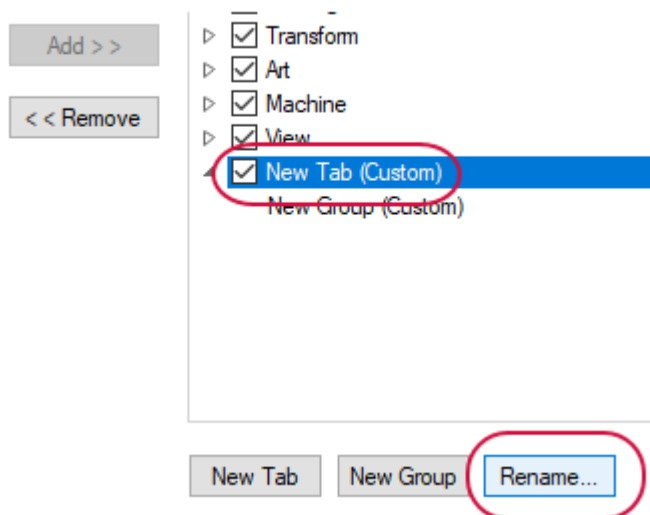 Add > >
< < Remove
Transform
Art
Machine
View
New Tab (Custom)
New Group (Custom)
New Tab
New Group
Rename...